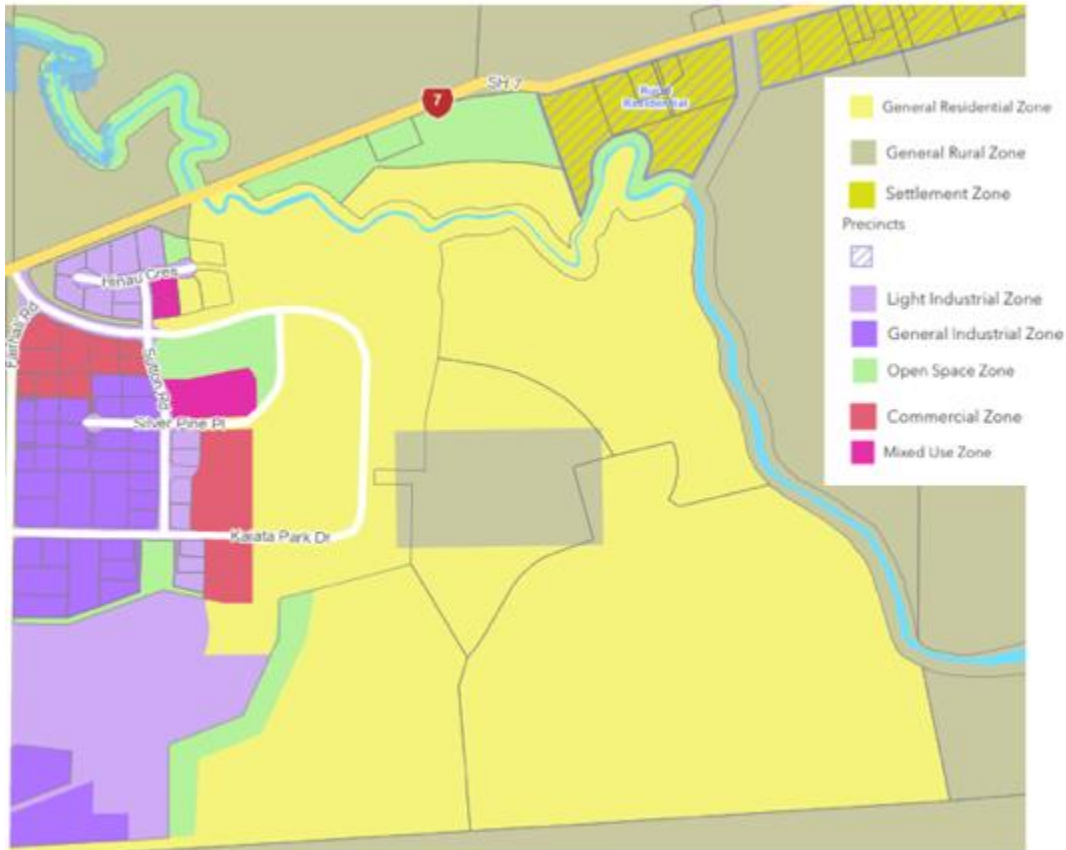 SH 7
7
Rural
Residential
Hinau Cres
Sutton Rd
Silver Pine Pl
Kaiata Park Dr
General Residential Zone
General Rural Zone
Settlement Zone
Precincts
Light Industrial Zone
General Industrial Zone
Open Space Zone
Commercial Zone
Mixed Use Zone